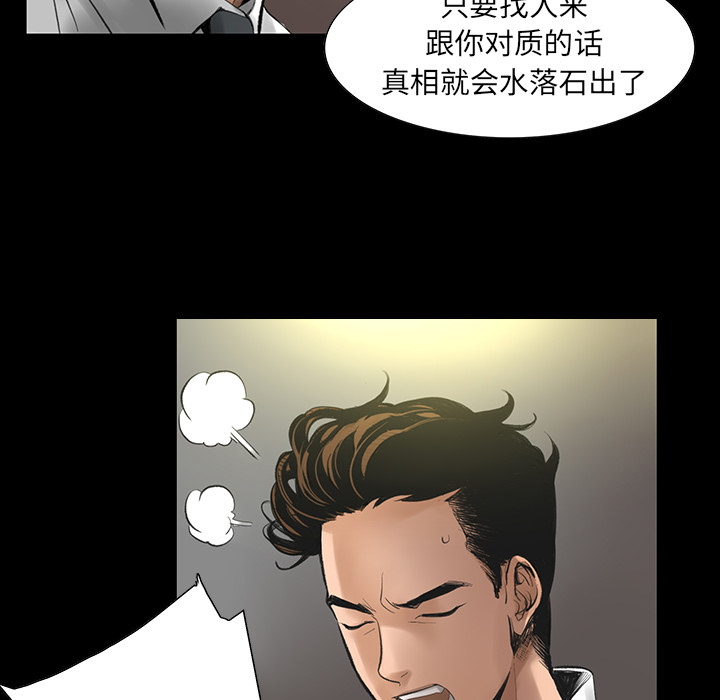 只要找人来
跟你对质的话
真相就会水落石出了